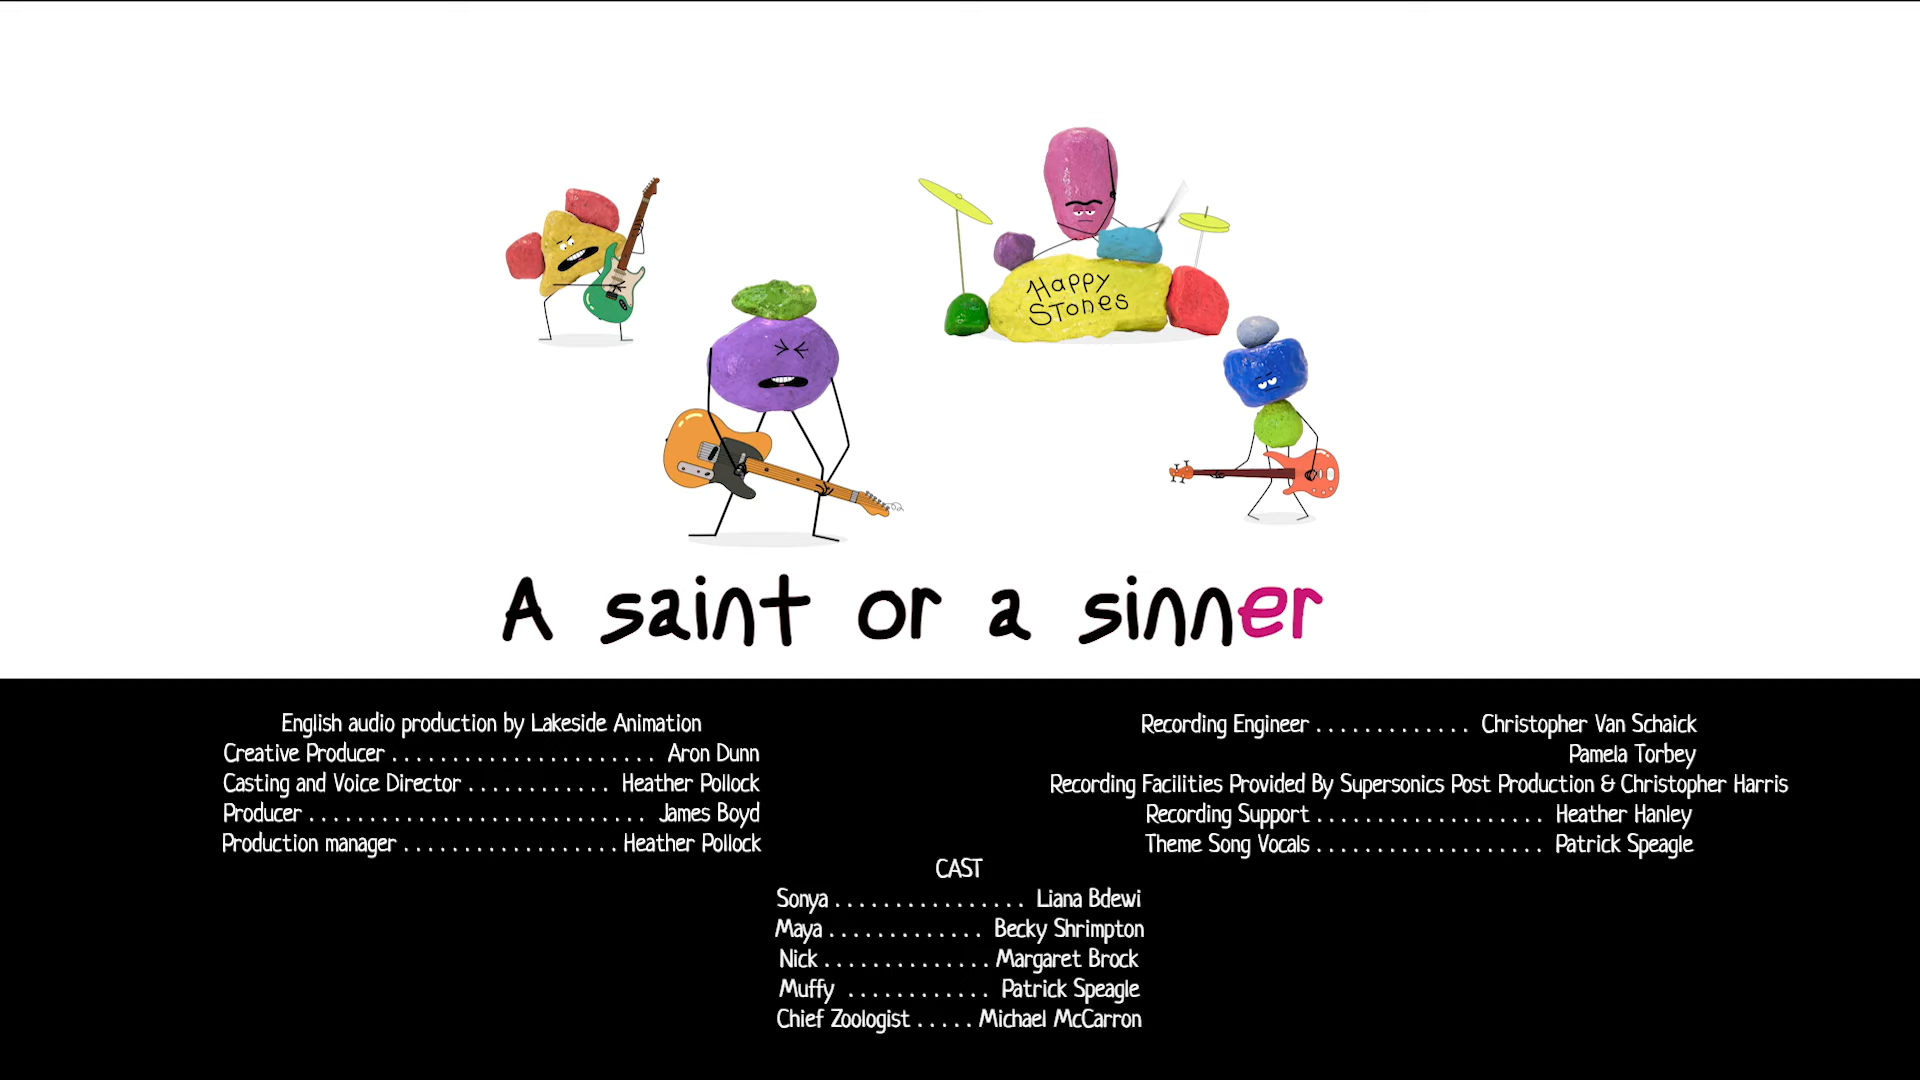 Happy
Stones
A saint or a sinner
English audio production by Lakeside Animation
Creative Producer . . . . . . . . . . . . . . . . . . . . . . Aron Dunn
Casting and Voice Director . . . . . . . . . . . . Heather Pollock
Producer . . . . . . . . . . . . . . . . . . . . . . . . . . . . James Boyd
Production manager . . . . . . . . . . . . . . . . . . Heather Pollock
Recording Engineer . . . . . . . . . . . . . Christopher Van Schaick
Pamela Torbey
Recording Facilities Provided By Supersonics Post Production & Christopher Harris
Recording Support . . . . . . . . . . . . . . . . . . . Heather Hanley
Theme Song Vocals . . . . . . . . . . . . . . . . . . . Patrick Speagle
CAST
Sonya . . . . . . . . . . . . . . . . Liana Bdewi
Maya . . . . . . . . . . . . . Becky Shrimpton
Nick . . . . . . . . . . . . . . Margaret Brock
Muffy . . . . . . . . . . . . Patrick Speagle
Chief Zoologist . . . . . Michael McCarron